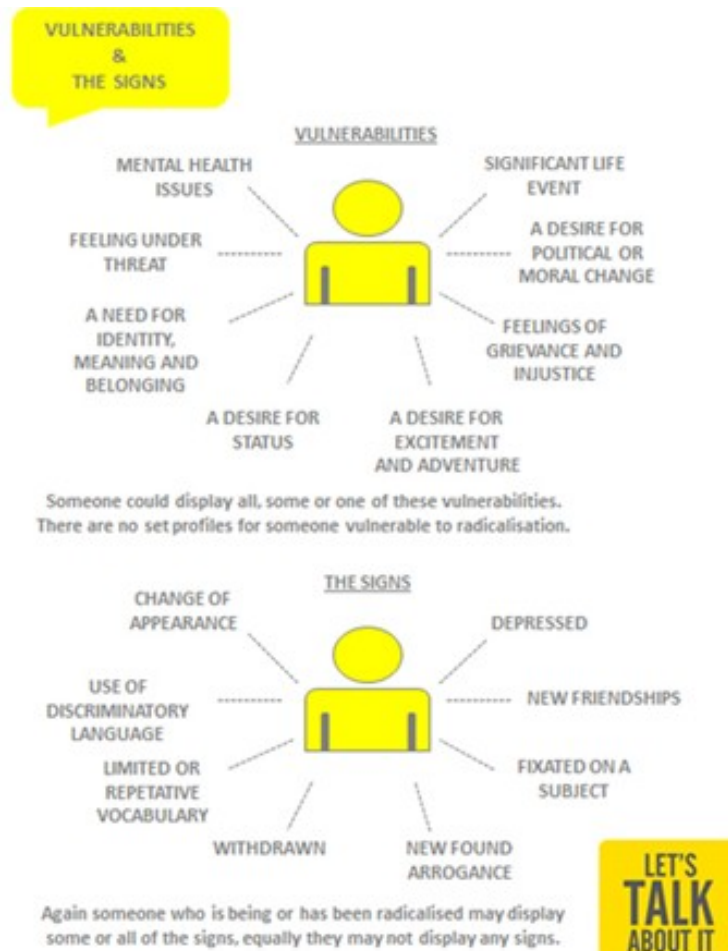 VULNERABILITIES
&
THE SIGNS
VULNERABILITIES
MENTAL HEALTH
ISSUES
SIGNIFICANT LIFE
EVENT
FEELING UNDER
THREAT
A DESIRE FOR
POLITICAL OR
MORAL CHANGE
A NEED FOR
IDENTITY,
MEANING AND
BELONGING
FEELINGS OF
GRIEVANCE AND
INJUSTICE
A DESIRE FOR
STATUS
A DESIRE FOR
EXCITEMENT
AND ADVENTURE
Someone could display all, some or one of these vulnerabilities.
There are no set profiles for someone vulnerable to radicalisation.
THE SIGNS
CHANGE OF
APPEARANCE
DEPRESSED
USE OF
DISCRIMINATORY
LANGUAGE
NEW FRIENDSHIPS
LIMITED OR
REPETATIVE
VOCABULARY
FIXATED ON A
SUBJECT
WITHDRAWN
NEW FOUND
ARROGANCE
Again someone who is being or has been radicalised may display
some or all of the signs, equally they may not display any signs.
LET'S
TALK
ABOUT IT